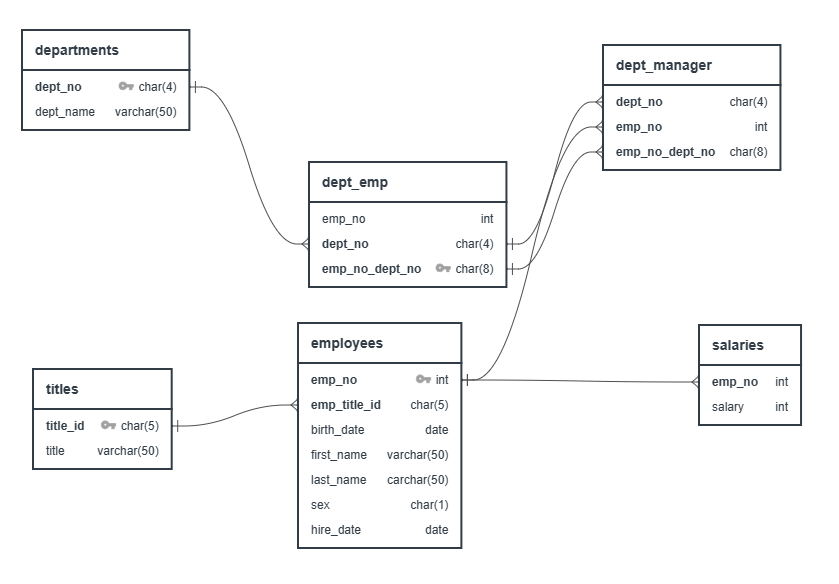 departments
dept_no char(4)
dept_name varchar(50)
dept_manager
dept_no char(4)
emp_no int
emp_no_dept_no char(8)
dept_emp
emp_no int
dept_no char(4)
emp_no_dept_no char(8)
employees
emp_no int
emp_title_id char(5)
birth_date date
first_name varchar(50)
last_name carchar(50)
sex char(1)
hire_date date
salaries
emp_no int
salary int
titles
title_id char(5)
title varchar(50)